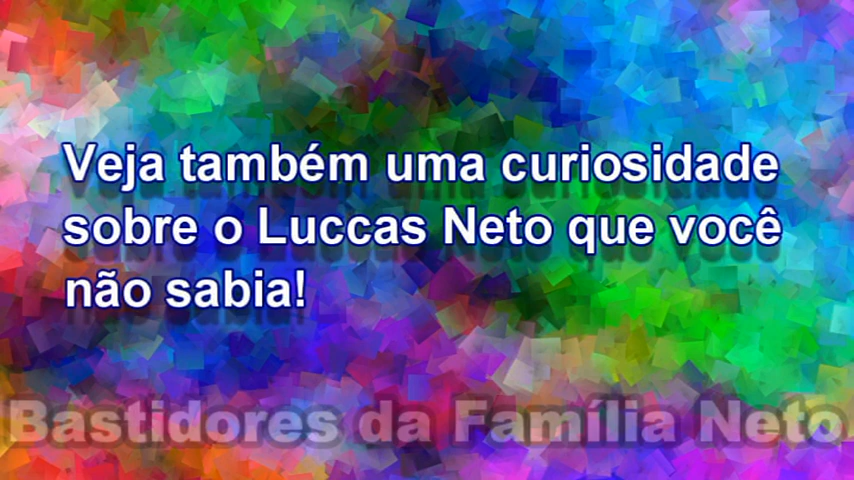 Veja também uma curiosidade
sobre o Luccas Neto que você
não sabia!
Bastidores da Família Neto